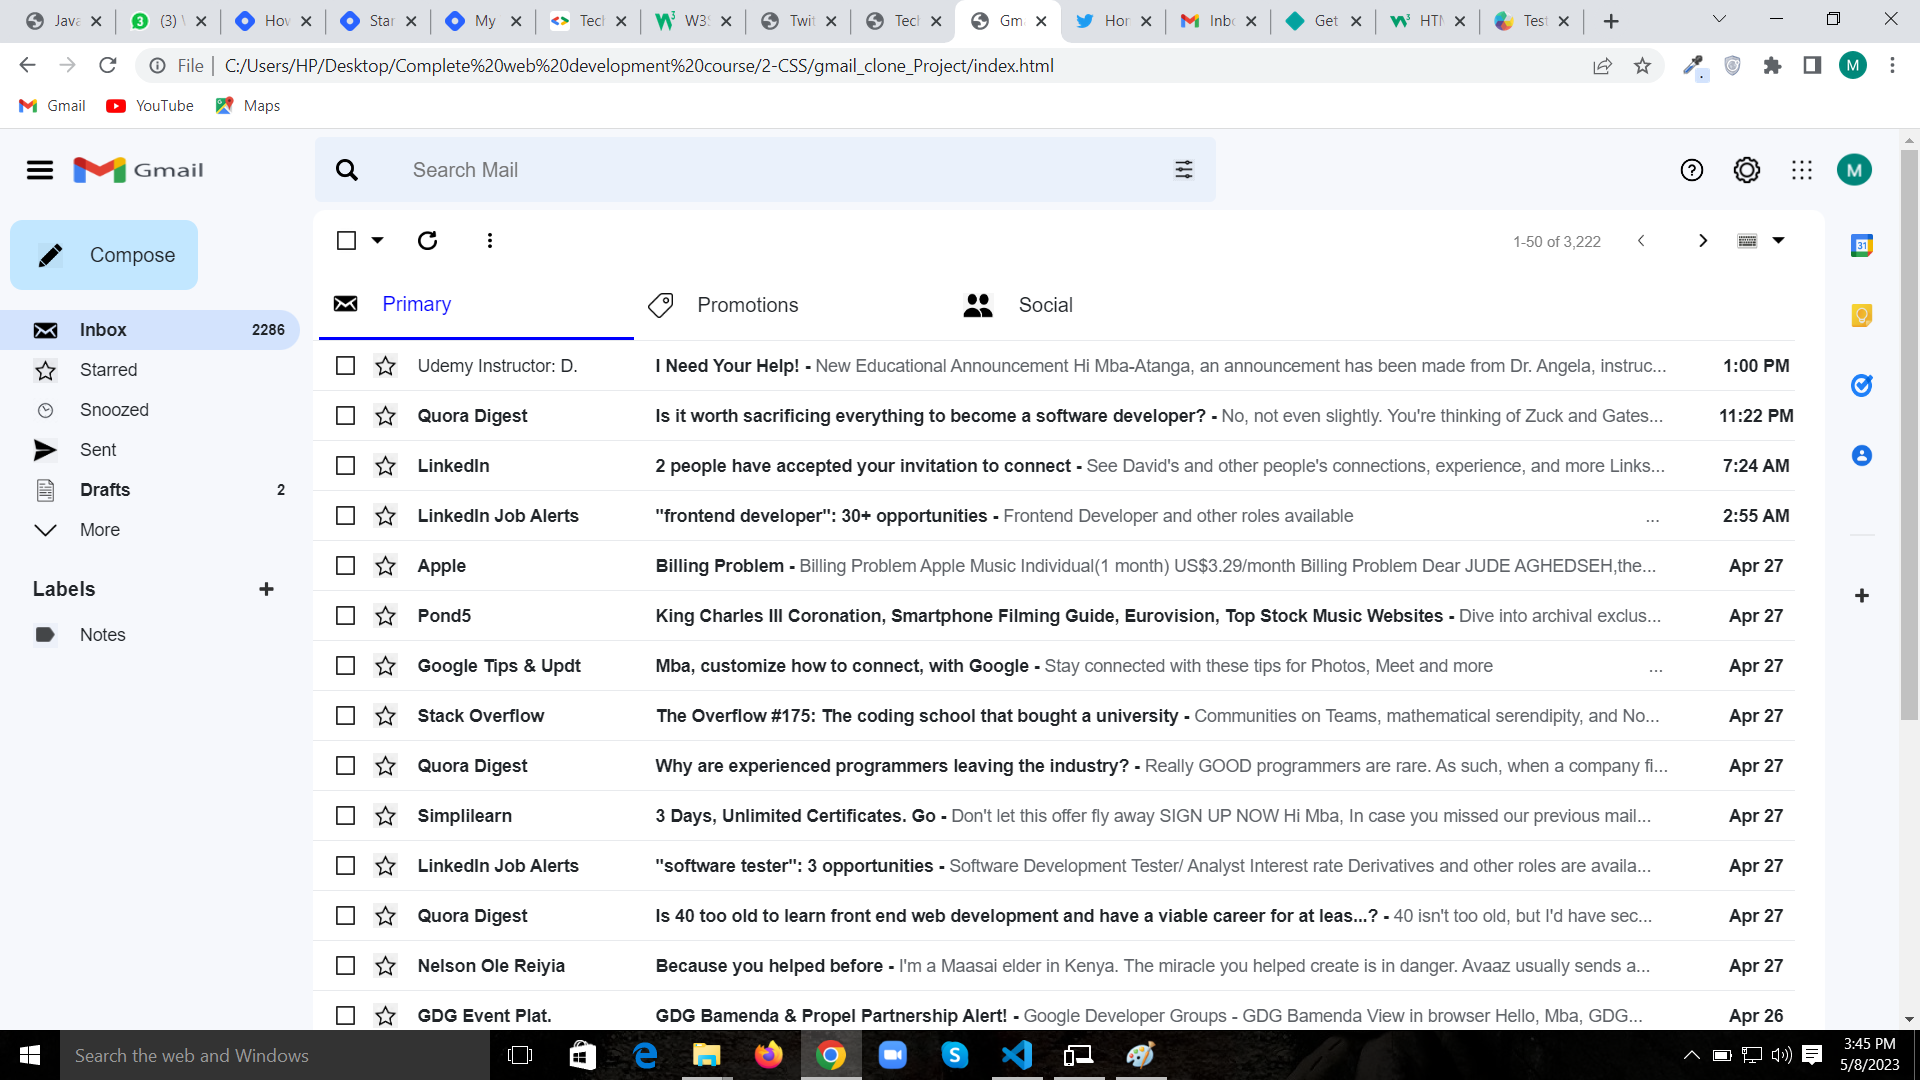 Java
(3) W
How
Star
My
Tech
W3S
Twit
Tech
Gma
Hom
Inbo
Get
HTM
Test
File
C:/Users/HP/Desktop/Complete%20web%20development%20course/2-CSS/gmail_clone_Project/index.html
M
Gmail
YouTube
Maps
Gmail
Search Mail
M
Compose
1-50 of 3,222
31
Primary
Promotions
Social
Inbox 2286
Starred
Snoozed
Sent
Drafts 2
More
Labels +
Notes
Udemy Instructor: D. I Need Your Help! - New Educational Announcement Hi Mba-Atanga, an announcement has been made from Dr. Angela, instruc... 1:00 PM
Quora Digest Is it worth sacrificing everything to become a software developer? - No, not even slightly. You're thinking of Zuck and Gates... 11:22 PM
LinkedIn 2 people have accepted your invitation to connect - See David's and other people's connections, experience, and more Links... 7:24 AM
LinkedIn Job Alerts "frontend developer": 30+ opportunities - Frontend Developer and other roles available ... 2:55 AM
Apple Billing Problem - Billing Problem Apple Music Individual(1 month) US$3.29/month Billing Problem Dear JUDE AGHEDSEH,the... Apr 27
Pond5 King Charles III Coronation, Smartphone Filming Guide, Eurovision, Top Stock Music Websites - Dive into archival exclus... Apr 27
Google Tips & Updt Mba, customize how to connect, with Google - Stay connected with these tips for Photos, Meet and more ... Apr 27
Stack Overflow The Overflow #175: The coding school that bought a university - Communities on Teams, mathematical serendipity, and No... Apr 27
Quora Digest Why are experienced programmers leaving the industry? - Really GOOD programmers are rare. As such, when a company fi... Apr 27
Simplilearn 3 Days, Unlimited Certificates. Go - Don't let this offer fly away SIGN UP NOW Hi Mba, In case you missed our previous mail... Apr 27
LinkedIn Job Alerts "software tester": 3 opportunities - Software Development Tester/ Analyst Interest rate Derivatives and other roles are availa... Apr 27
Quora Digest Is 40 too old to learn front end web development and have a viable career for at leas...? - 40 isn't too old, but I'd have sec... Apr 27
Nelson Ole Reiyia Because you helped before - I'm a Maasai elder in Kenya. The miracle you helped create is in danger. Avaaz usually sends a... Apr 27
GDG Event Plat. GDG Bamenda & Propel Partnership Alert! - Google Developer Groups - GDG Bamenda View in browser Hello, Mba, GDG... Apr 26
Search the web and Windows
3:45 PM
5/8/2023